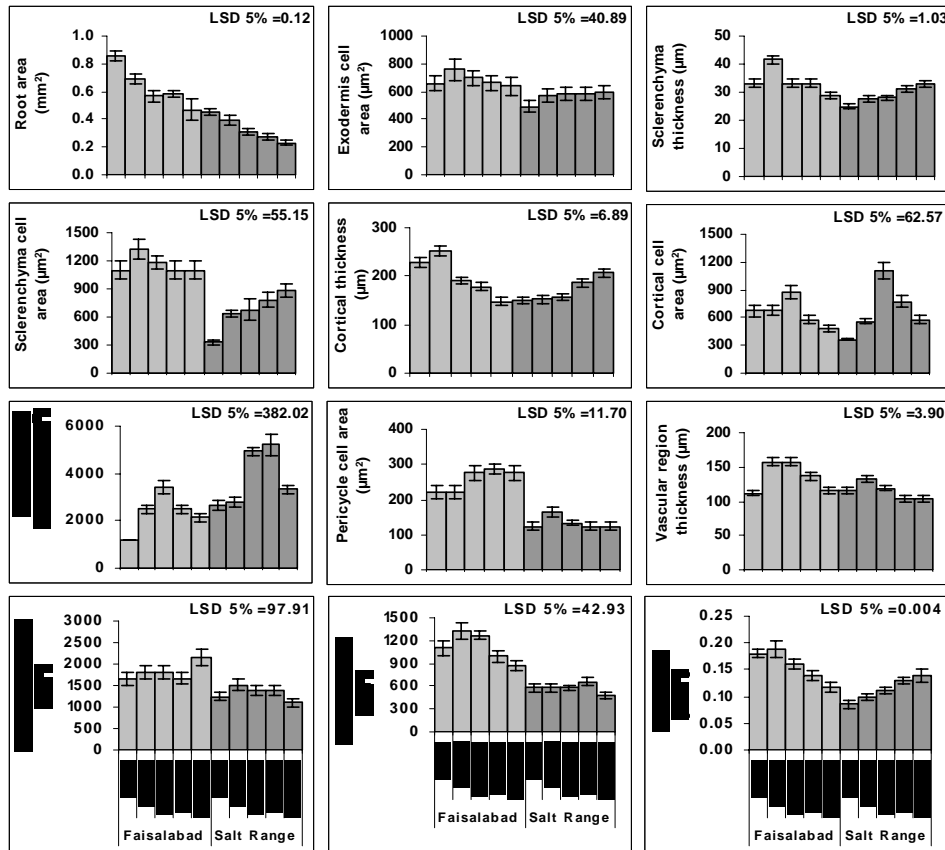 LSD 5% =0.12
Root area
(mm²)
1.0
0.8
0.6
0.4
0.2
0.0
LSD 5% =40.89
Exodermis cell
area (µm²)
1000
800
600
400
200
0
LSD 5% =1.03
Sclerenchyma
thickness (µm)
50
40
30
20
10
0
LSD 5% =55.15
Sclerenchyma cell
area (µm²)
1500
1200
900
600
300
0
LSD 5% =6.89
Cortical thickness
(µm)
300
200
100
0
LSD 5% =62.57
Cortical cell
area (µm²)
1500
1200
900
600
300
0
LSD 5% =382.02
6000
4000
2000
0
LSD 5% =11.70
Pericycle cell area
(µm²)
400
300
200
100
0
LSD 5% =3.90
Vascular region
thickness (µm)
200
150
100
50
0
LSD 5% =97.91
3000
2500
2000
1500
1000
500
0
Faisalabad
Salt Range
LSD 5% =42.93
1500
1200
900
600
300
0
Faisalabad
Salt Range
LSD 5% =0.004
0.25
0.20
0.15
0.10
0.05
0.00
Faisalabad
Salt Range